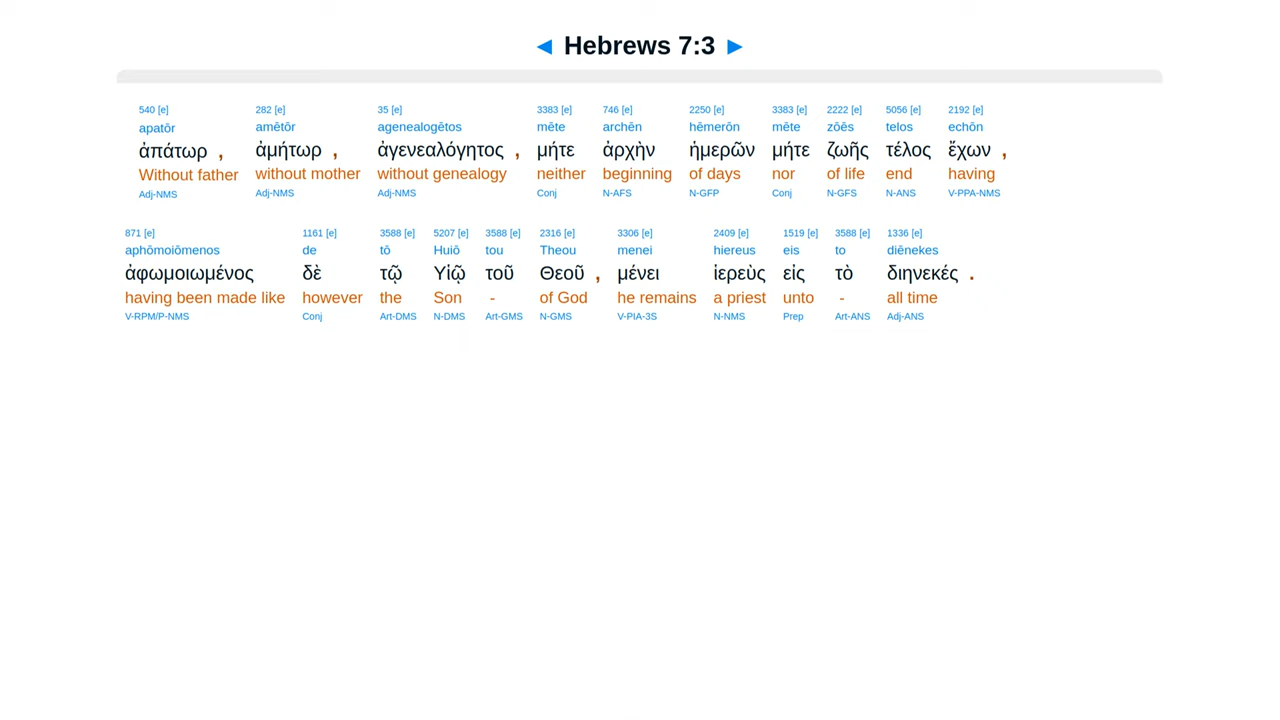 ◄ Hebrews 7:3 ►
540 [e] 282 [e] 35 [e] 3383 [e] 746 [e] 2250 [e] 3383 [e] 2222 [e] 5056 [e] 2192 [e]
apatōr amētōr agenealogētos mēte archēn hēmerōn mēte zōēs telos echōn
ἀπάτωρ , ἀμήτωρ , ἀγενεαλόγητος , μήτε ἀρχὴν ἡμερῶν μήτε ζωῆς τέλος ἔχων ,
Without father without mother without genealogy neither beginning of days nor of life end having
Adj-NMS Adj-NMS Adj-NMS Conj N-AFS N-GFP Conj N-GFS N-ANS V-PPA-NMS
871 [e] 1161 [e] 3588 [e] 5207 [e] 3588 [e] 2316 [e] 3306 [e] 2409 [e] 1519 [e] 3588 [e] 1336 [e]
aphōmoiōmenos de tō Huiō tou Theou menei hiereus eis to diēnekes
ἀφωμοιωμένος δὲ τῷ Υἱῷ τοῦ Θεοῦ , μένει ἱερεὺς εἰς τὸ διηνεκές .
having been made like however the Son - of God he remains a priest unto - all time
V-RPM/P-NMS Conj Art-DMS N-DMS Art-GMS N-GMS V-PIA-3S N-NMS Prep Art-ANS Adj-ANS